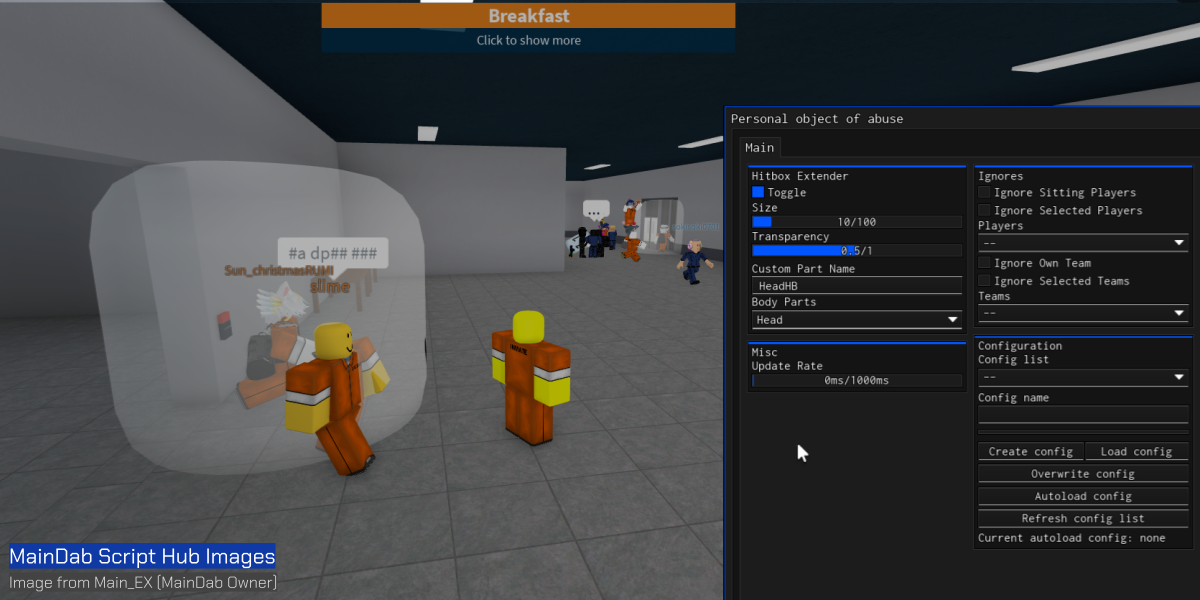 Breakfast
Click to show more
#a dp## ###
Sun_christmasRUMI
slime
...
Personal object of abuse
Main
Hitbox Extender
Toggle
Size
10/100
Transparency
0.5/1
Custom Part Name
HeadHB
Body Parts
Head
Misc
Update Rate
0ms/1000ms
Ignores
Ignore Sitting Players
Ignore Selected Players
Players
--
Ignore Own Team
Ignore Selected Teams
Teams
--
Configuration
Config list
--
Config name
Create config
Load config
Overwrite config
Autoload config
Refresh config list
Current autoload config: none
MainDab Script Hub Images
Image from Main_EX [MainDab Owner]